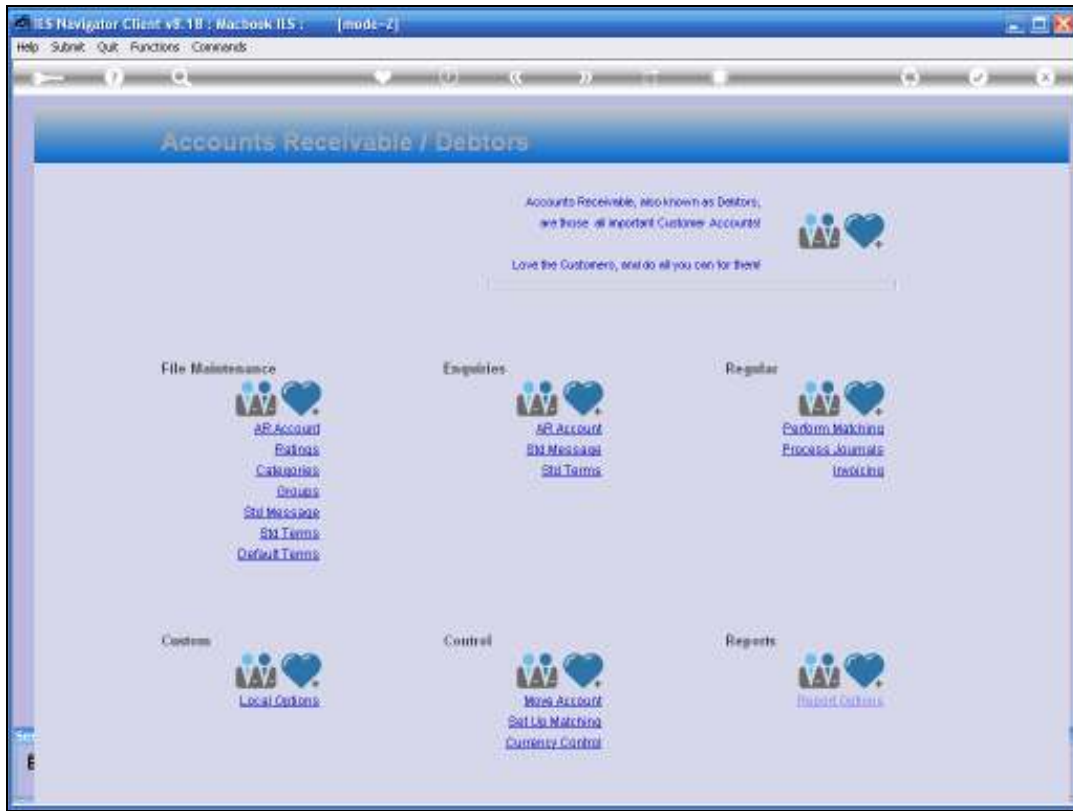 IES Navigator Client v8.18 : Macbook IES : [mode-2]
Help Submit Quit Functions Commands
Accounts Receivable / Debtors
Accounts Receivable, also known as Debtors,
are those all important Customer Accounts!
Love the Customers, and do all you can for them!
File Maintenance
AR Account
Ratings
Categories
Groups
Std Message
Std Terms
Default Terms
Enquiries
AR Account
Std Message
Std Terms
Regular
Perform Matching
Process Journals
Invoicing
Custom
Local Options
Control
Move Account
Set Up Matching
Currency Control
Reports
Report Options